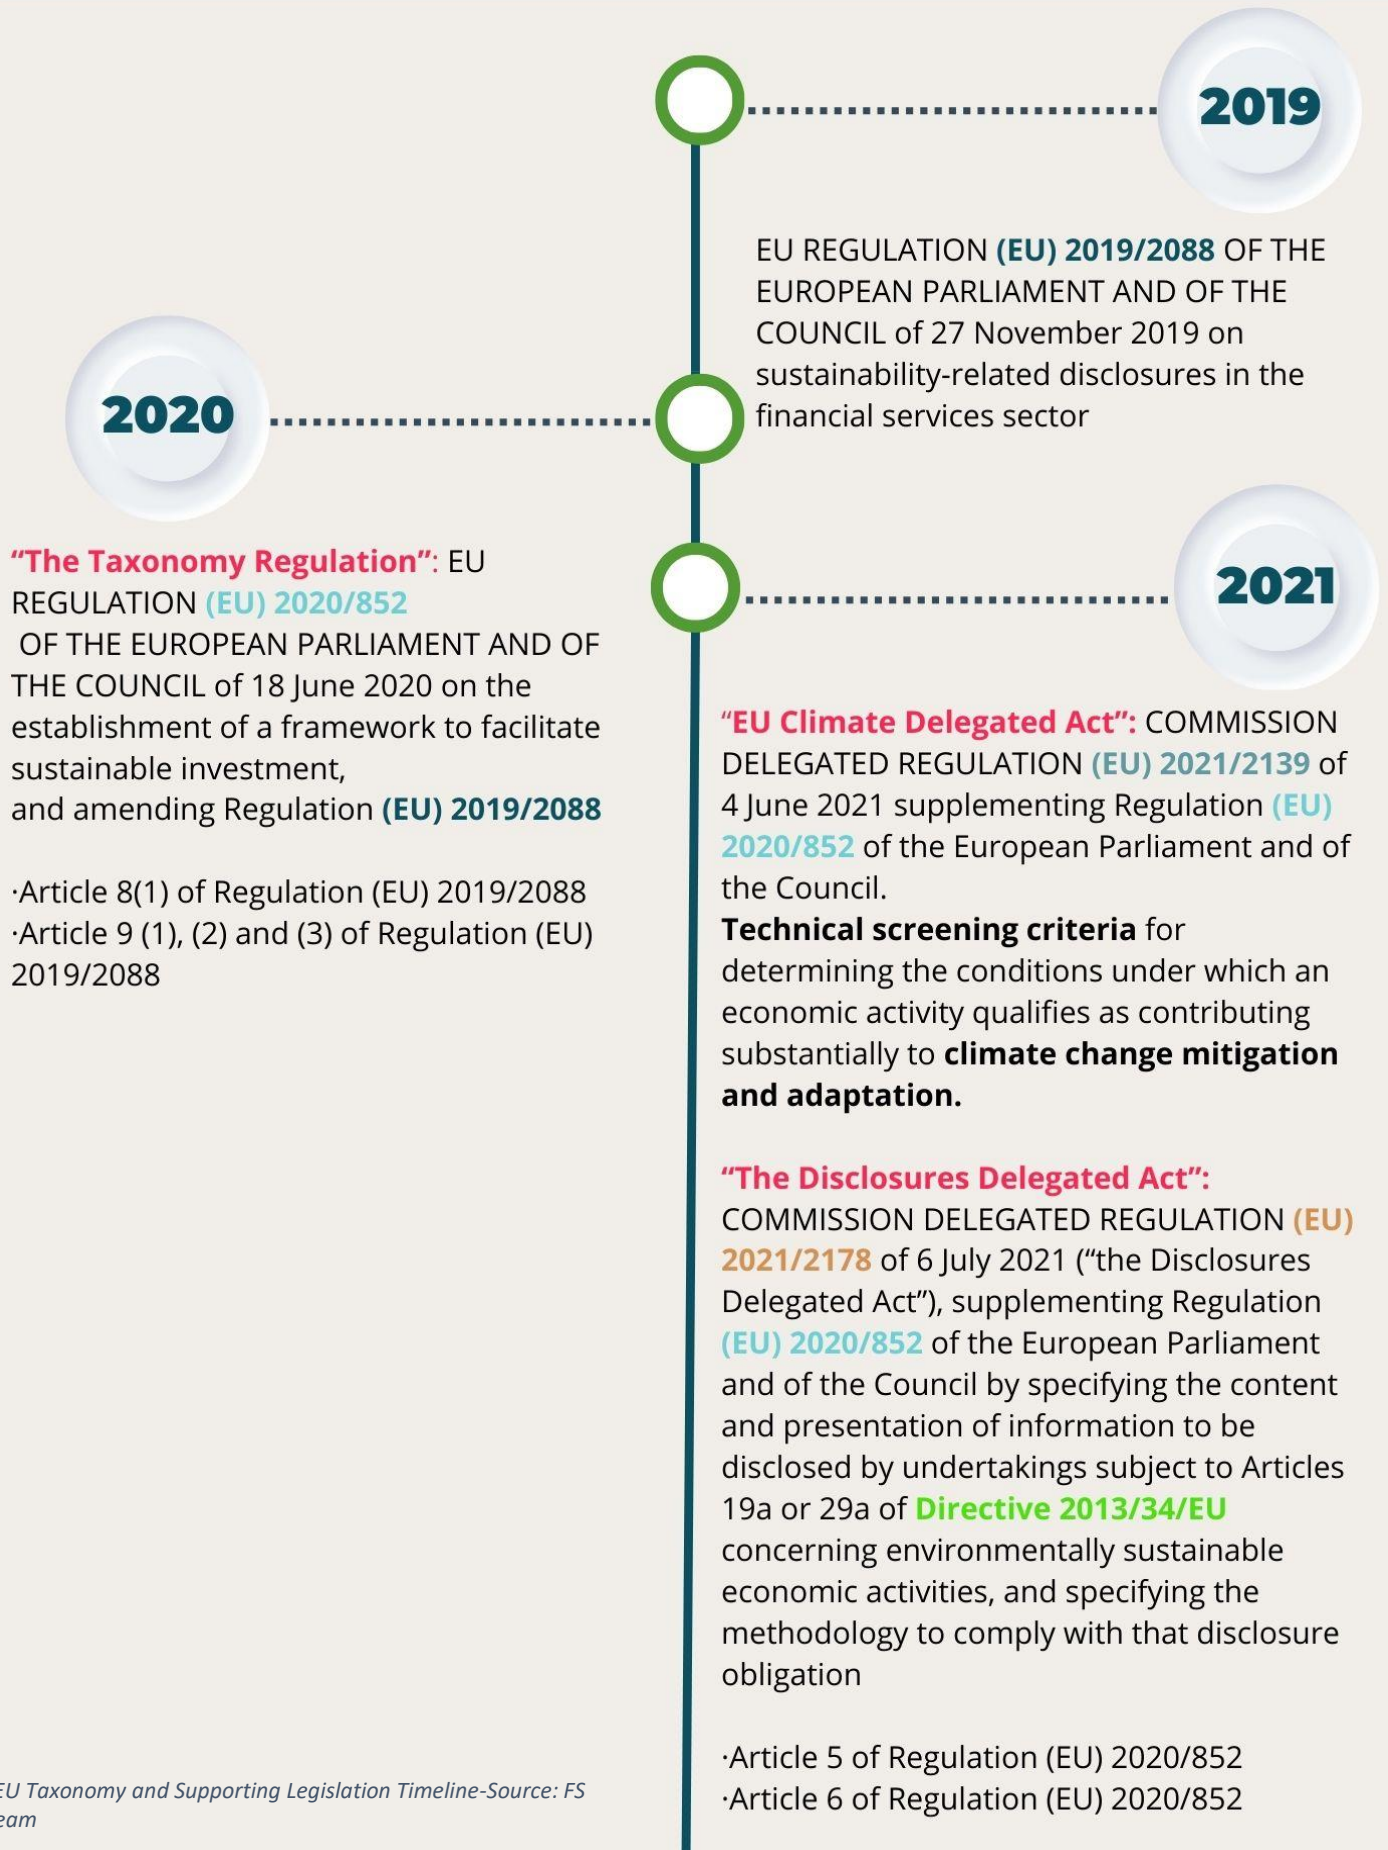 2019
EU REGULATION (EU) 2019/2088 OF THE
EUROPEAN PARLIAMENT AND OF THE
COUNCIL of 27 November 2019 on
sustainability-related disclosures in the
financial services sector
2020
“The Taxonomy Regulation”: EU
REGULATION (EU) 2020/852
OF THE EUROPEAN PARLIAMENT AND OF
THE COUNCIL of 18 June 2020 on the
establishment of a framework to facilitate
sustainable investment,
and amending Regulation (EU) 2019/2088
·Article 8(1) of Regulation (EU) 2019/2088
·Article 9 (1), (2) and (3) of Regulation (EU)
2019/2088
2021
“EU Climate Delegated Act”: COMMISSION
DELEGATED REGULATION (EU) 2021/2139 of
4 June 2021 supplementing Regulation (EU)
2020/852 of the European Parliament and of
the Council.
Technical screening criteria for
determining the conditions under which an
economic activity qualifies as contributing
substantially to climate change mitigation
and adaptation.
“The Disclosures Delegated Act”:
COMMISSION DELEGATED REGULATION (EU)
2021/2178 of 6 July 2021 (“the Disclosures
Delegated Act”), supplementing Regulation
(EU) 2020/852 of the European Parliament
and of the Council by specifying the content
and presentation of information to be
disclosed by undertakings subject to Articles
19a or 29a of Directive 2013/34/EU
concerning environmentally sustainable
economic activities, and specifying the
methodology to comply with that disclosure
obligation
·Article 5 of Regulation (EU) 2020/852
·Article 6 of Regulation (EU) 2020/852
EU Taxonomy and Supporting Legislation Timeline-Source: FS
eam